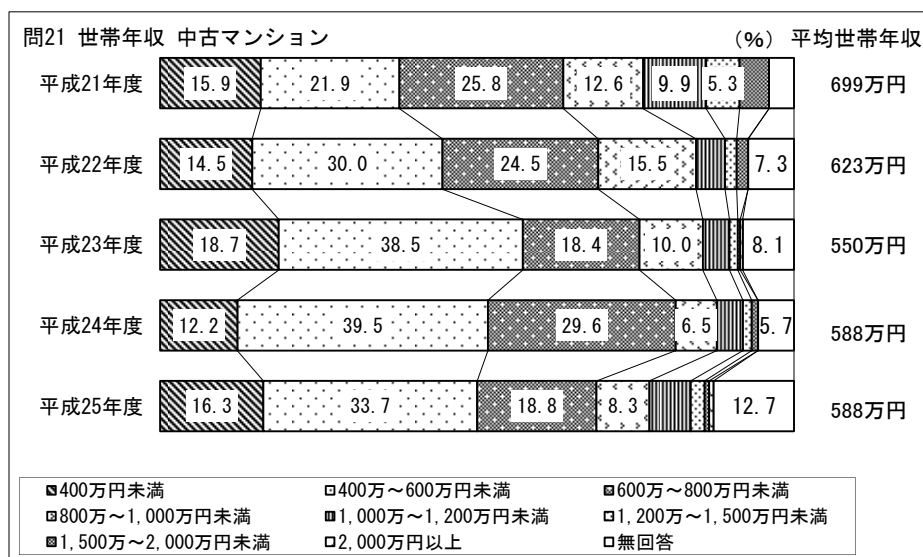 問21 世帯年収 中古マンション （%） 平均世帯年収
平成21年度 15.9 21.9 25.8 12.6 9.9 5.3 699万円
平成22年度 14.5 30.0 24.5 15.5 7.3 623万円
平成23年度 18.7 38.5 18.4 10.0 8.1 550万円
平成24年度 12.2 39.5 29.6 6.5 5.7 588万円
平成25年度 16.3 33.7 18.8 8.3 12.7 588万円
400万円未満 400万～600万円未満 600万～800万円未満
800万～1,000万円未満 1,000万～1,200万円未満 1,200万～1,500万円未満
1,500万～2,000万円未満 2,000万円以上 無回答